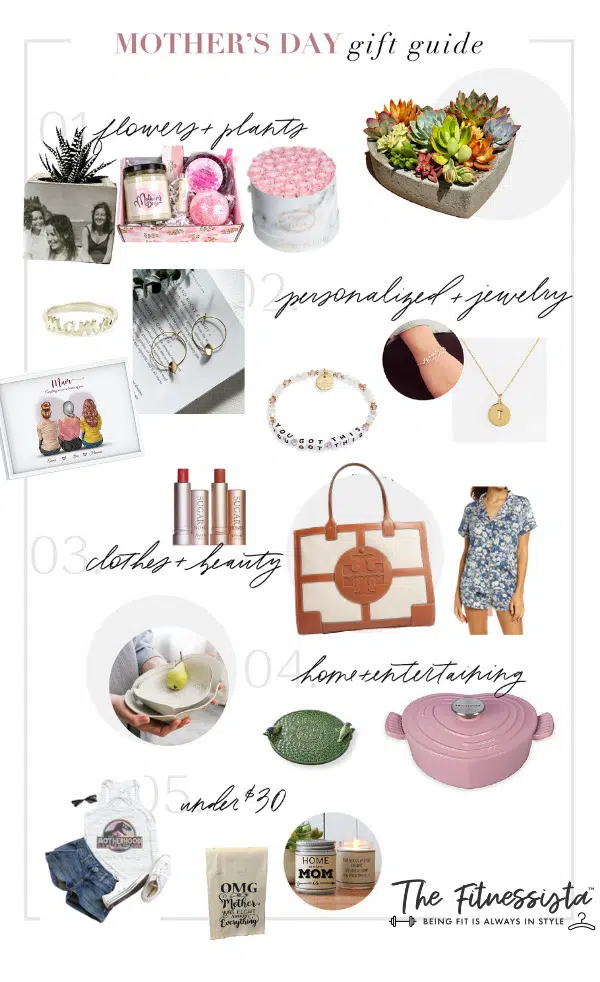 MOTHER'S DAY gift guide
01
flowers + plants
02.
personalized + jewelry
mama
Mom
YOU GOT THIS
SUGAR
SUGAR
03
clothes + beauty
04.
home+entertaining
05
under $30
MOTHERHOOD
OMG
Mother
Everything
HOME
MOM
The Fitnessista™
BEING FIT IS ALWAYS IN STYLE